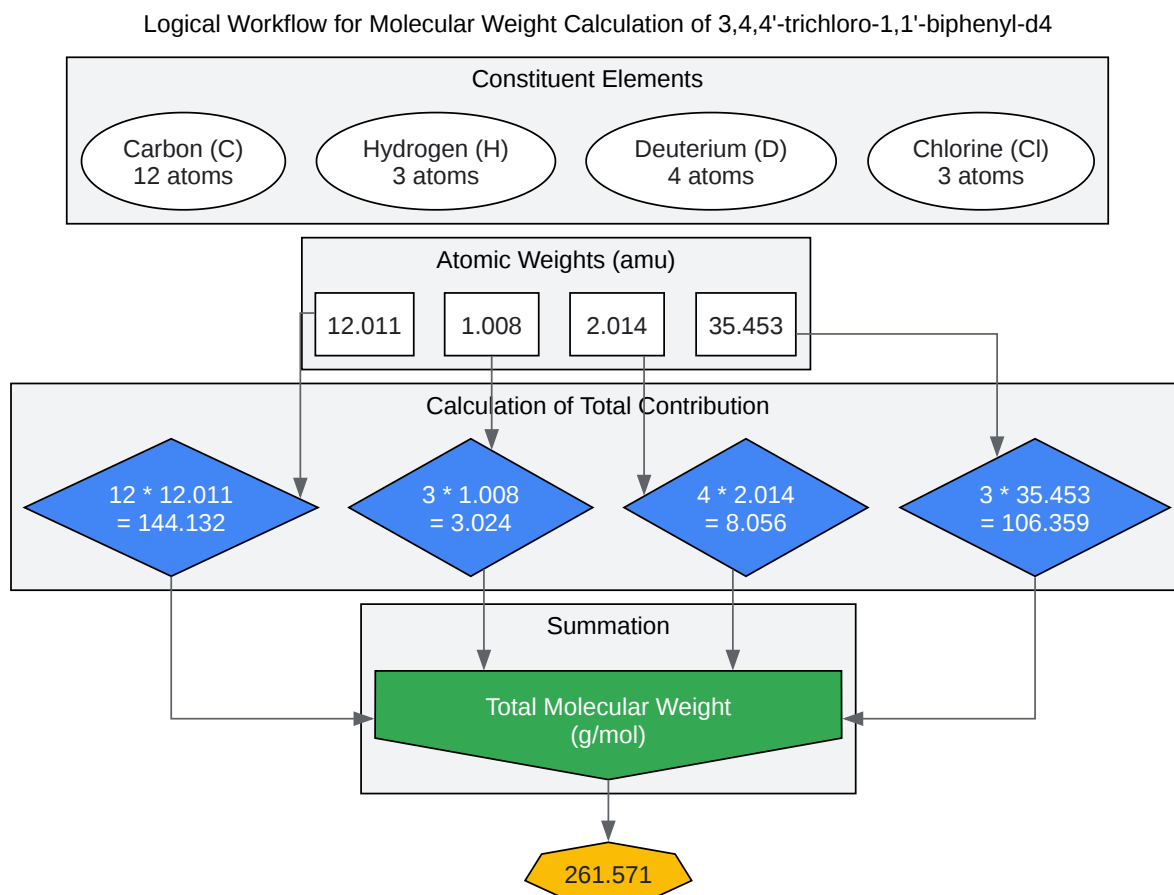 Logical Workflow for Molecular Weight Calculation of 3,4,4'-trichloro-1,1'-biphenyl-d4
Constituent Elements
Carbon (C)
12 atoms
Hydrogen (H)
3 atoms
Deuterium (D)
4 atoms
Chlorine (Cl)
3 atoms
Atomic Weights (amu)
12.011
1.008
2.014
35.453
Calculation of Total Contribution
12 * 12.011
= 144.132
3 * 1.008
= 3.024
4 * 2.014
= 8.056
3 * 35.453
= 106.359
Summation
Total Molecular Weight
(g/mol)
261.571